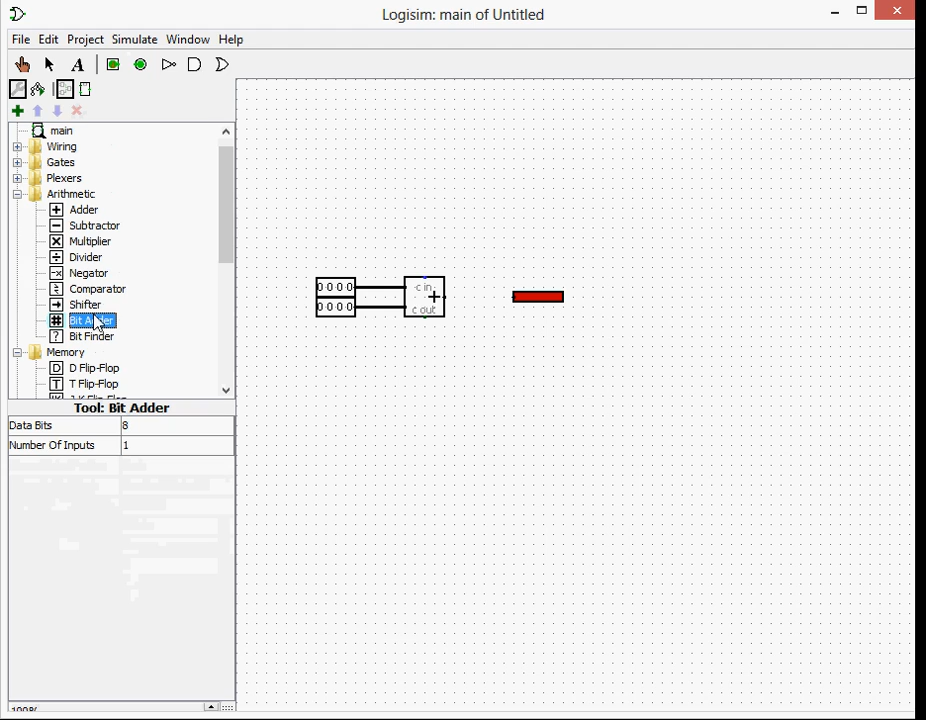 Logisim: main of Untitled
File Edit Project Simulate Window Help
A
main
Wiring
Gates
Plexers
Arithmetic
Adder
Subtractor
Multiplier
Divider
Negator
Comparator
Shifter
Bit Adder
? Bit Finder
Memory
D D Flip-Flop
T T Flip-Flop
Tool: Bit Adder
Data Bits 8
Number Of Inputs 1
100%
0 0 0 0
0 0 0 0
c in
+
c out